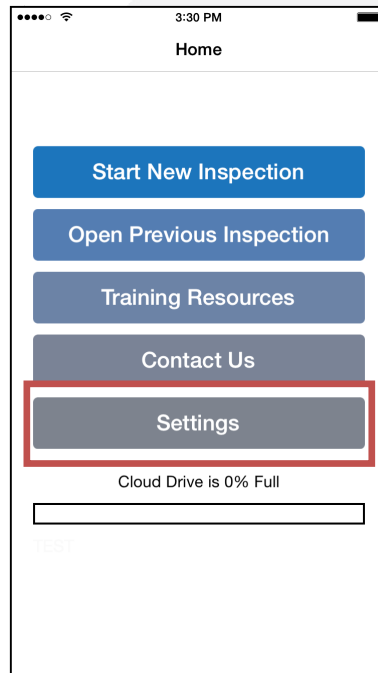 3:30 PM
Home
Start New Inspection
Open Previous Inspection
Training Resources
Contact Us
Settings
Cloud Drive is 0% Full
TEST